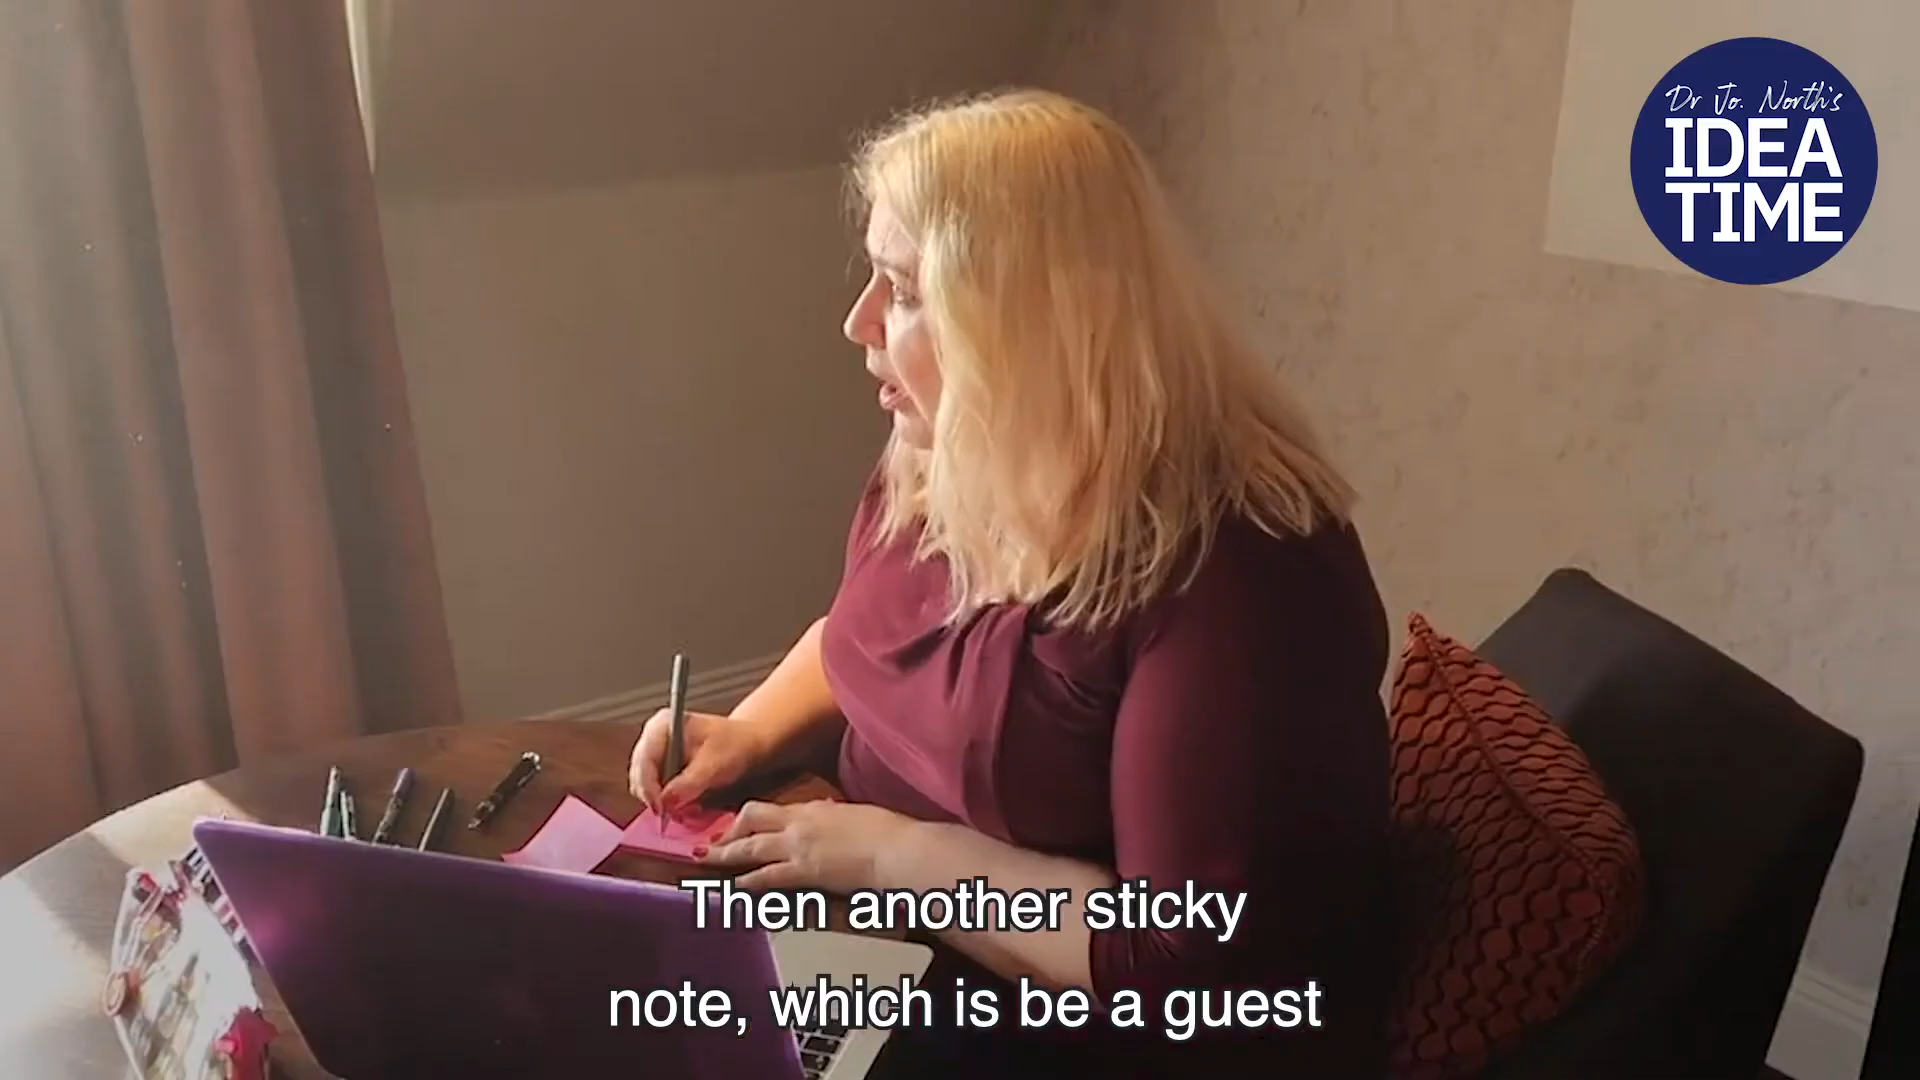 Dr Jo. North's
IDEA
TIME
Then another sticky
note, which is be a guest